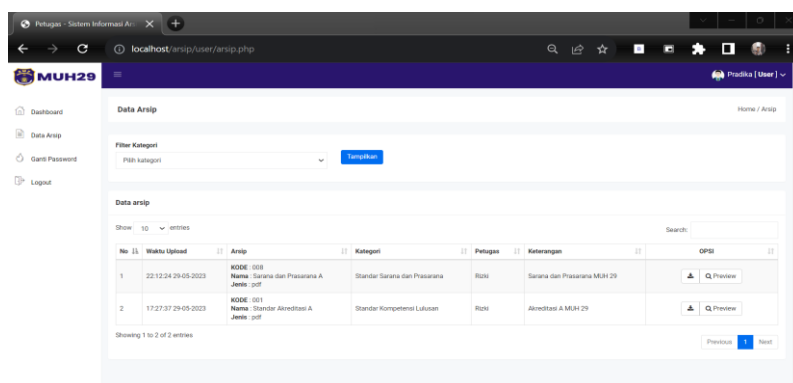 Petugas - Sistem Informasi Ars
localhost/arsip/user/arsip.php
MUH29
Pradika [ User ]
Dashboard
Data Arsip
Ganti Password
Logout
Data Arsip
Home / Arsip
Filter Kategori
Pilih kategori
Tampilkan
Data arsip
Show 10 entries
Search:
No Waktu Upload Arsip Kategori Petugas Keterangan OPSI
1 22:12:24 29-05-2023 KODE : 008 Standar Sarana dan Prasarana Rizki Sarana dan Prasarana MUH 29 Preview
Nama : Sarana dan Prasarana A
Jenis : pdf
2 17:27:37 29-05-2023 KODE : 001 Standar Kompetensi Lulusan Rizki Akreditasi A MUH 29 Preview
Nama : Standar Akreditasi A
Jenis : pdf
Showing 1 to 2 of 2 entries
Previous 1 Next